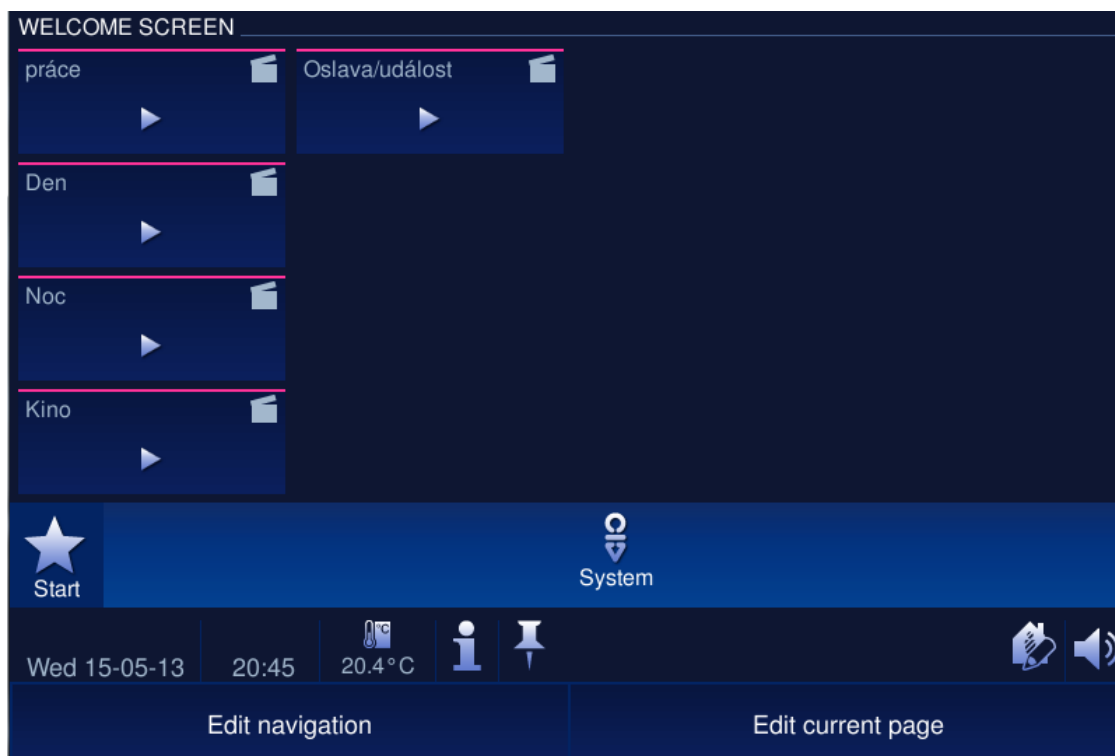 WELCOME SCREEN
práce
Oslava/událost
Den
Noc
Kino
Start
System
°C
Wed 15-05-13
20:45
20.4°C
Edit navigation
Edit current page